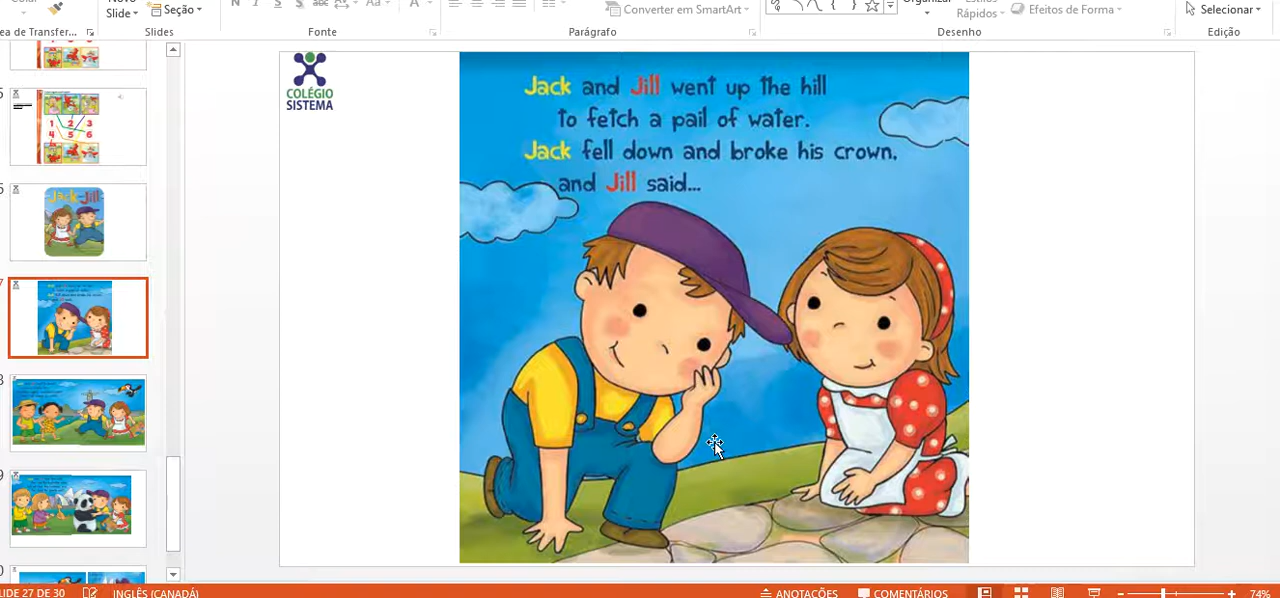 Novo
Slide
Seção
Converter em SmartArt
Organizar
Estilos
Rápidos
Efeitos de Forma
Selecionar
ea de Transfer...
Slides
Fonte
Parágrafo
Desenho
Edição
COLÉGIO
SISTEMA
Jack and Jill went up the hill
to fetch a pail of water.
Jack fell down and broke his crown,
and Jill said...
1 2 3
4 5 6
Jack Jill
LIDE 27 DE 30
INGLÊS (CANADÁ)
ANOTAÇÕES
COMENTÁRIOS
74%